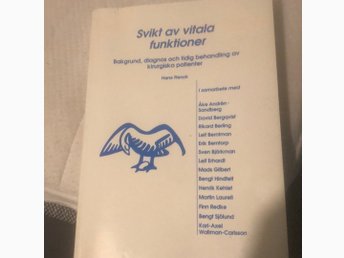 Svikt av vitala
funktioner
Bakgrund, diagnos och tidig behandling av
kirurgiska patienter
Hans
I samarbete med
Åke Andrén-
Sandberg
David Bergqvist
Rikard Berling
Leif Bertman
Erik Berntorp
Sven Björkman
Leif Erhardt
Mads Gilbert
Bengt Hindfelt
Henrik Kehlet
Martin Laurell
Finn Redke
Bengt Sjölund
Karl-Axel
Wallman-Carlsson